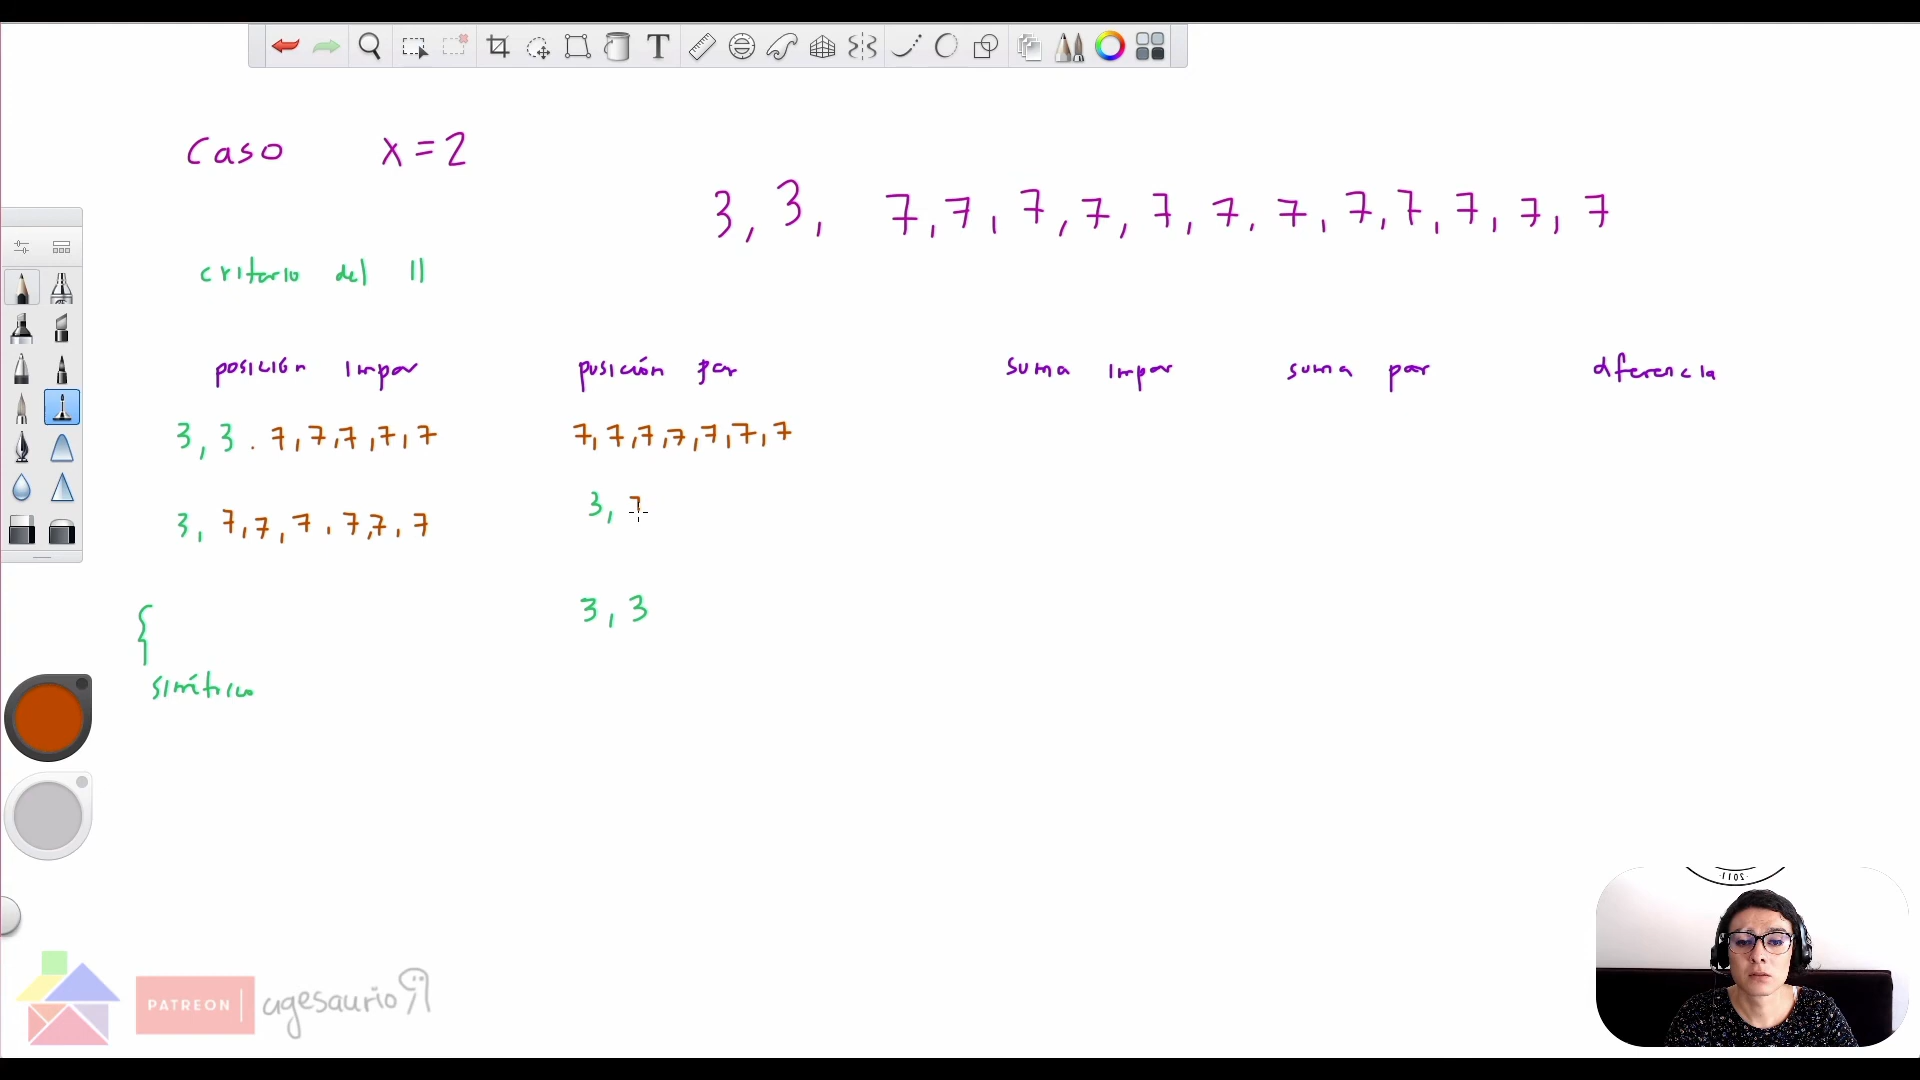 Caso x = 2
3, 3, 7, 7, 7, 7, 7, 7, 7, 7, 7, 7, 7, 7
criterio del 11
posición impar posición par suma impar suma par diferencia
3, 3. 7, 7, 7, 7, 7 7, 7, 7, 7, 7, 7, 7
3, 7
3, 7, 7, 7, 7, 7, 7
3, 3
simétrico
PATREON | agesaurio
2011